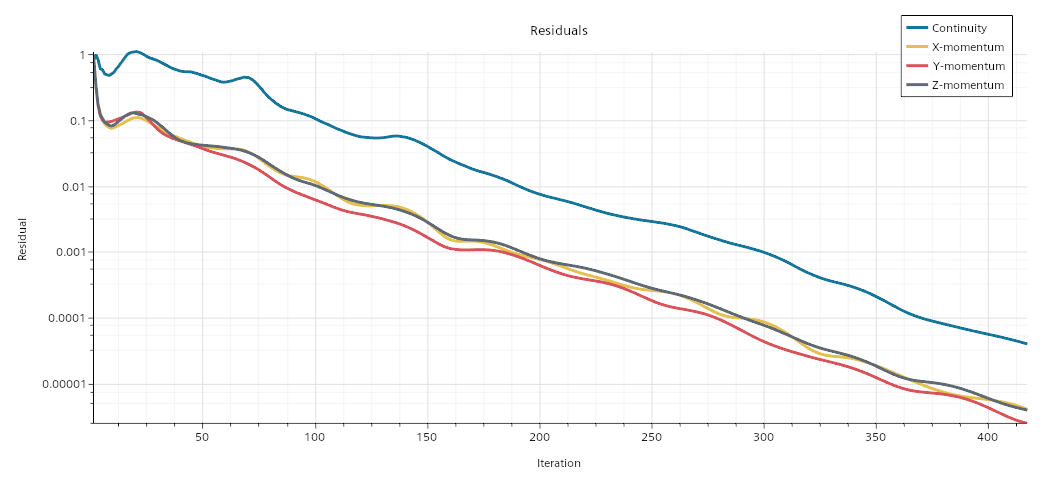 Residuals
Continuity
X-momentum
Y-momentum
Z-momentum
1
0.1
0.01
0.001
0.0001
0.00001
Residual
50 100 150 200 250 300 350 400
Iteration